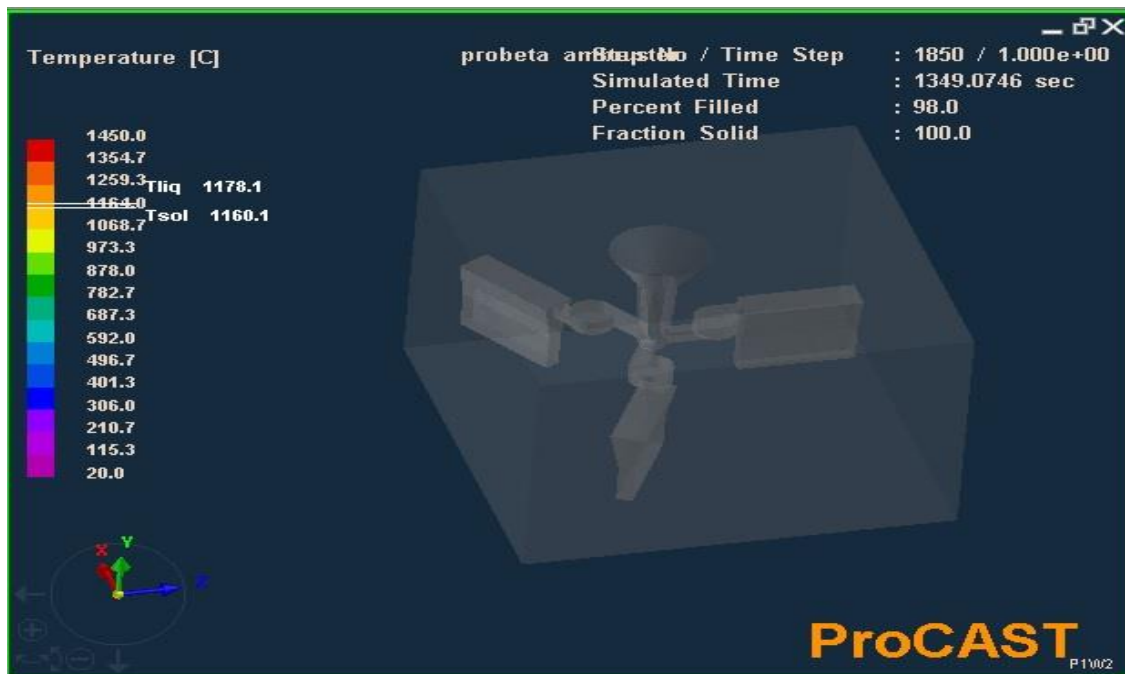 Temperature [C]
probeta
Step No / Time Step : 1850 / 1.000e+00
Simulated Time : 1349.0746 sec
Percent Filled : 98.0
Fraction Solid : 100.0
1450.0
1354.7
1259.3
Tliq 1178.1
1164.0
Tsol 1160.1
1068.7
973.3
878.0
782.7
687.3
592.0
496.7
401.3
306.0
210.7
115.3
20.0
Y
X
Z
ProCAST
P1W2